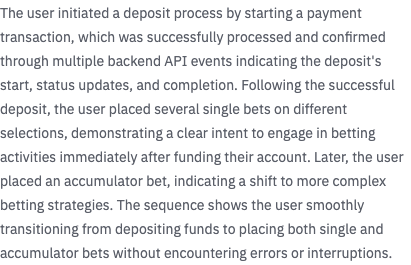 The user initiated a deposit process by starting a payment
transaction, which was successfully processed and confirmed
through multiple backend API events indicating the deposit's
start, status updates, and completion. Following the successful
deposit, the user placed several single bets on different
selections, demonstrating a clear intent to engage in betting
activities immediately after funding their account. Later, the user
placed an accumulator bet, indicating a shift to more complex
betting strategies. The sequence shows the user smoothly
transitioning from depositing funds to placing both single and
accumulator bets without encountering errors or interruptions.